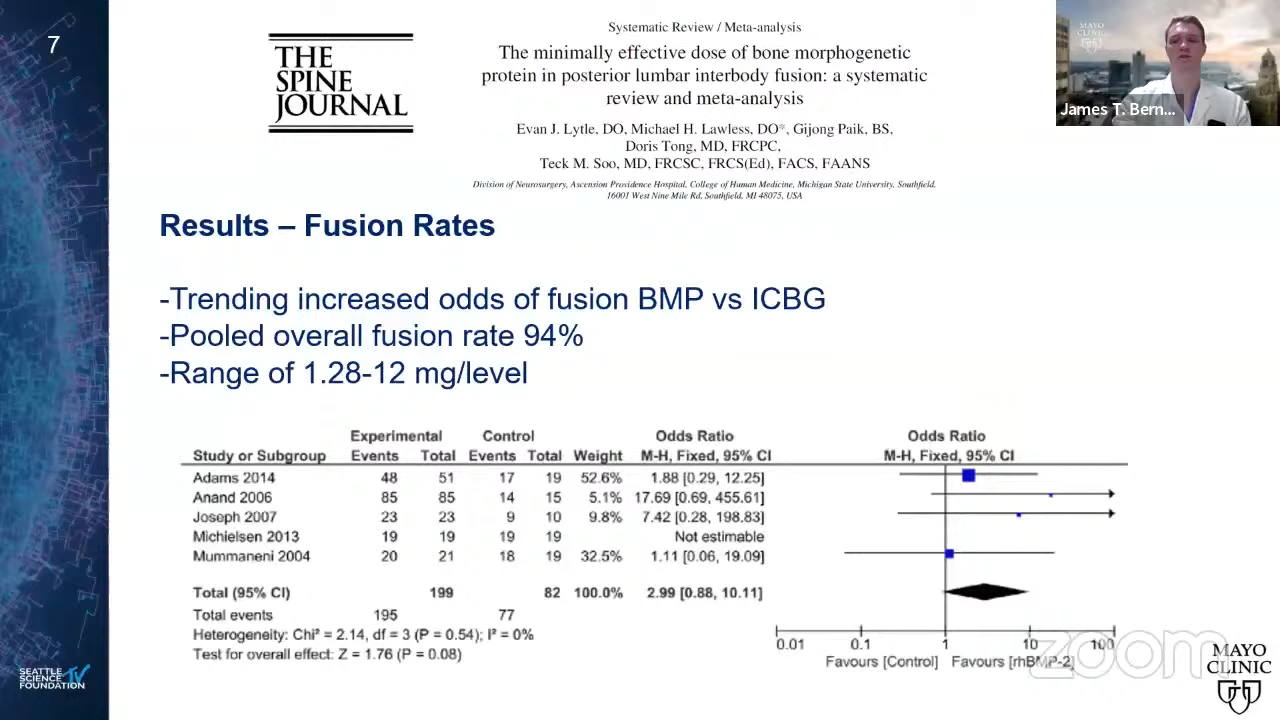 7
THE
SPINE
JOURNAL
Systematic Review / Meta-analysis
The minimally effective dose of bone morphogenetic
protein in posterior lumbar interbody fusion: a systematic
review and meta-analysis
Evan J. Lytle, DO, Michael H. Lawless, DO*, Gijong Paik, BS,
Doris Tong, MD, FRCPC,
Teck M. Soo, MD, FRCSC, FRCS(Ed), FACS, FAANS
Division of Neurosurgery, Ascension Providence Hospital, College of Human Medicine, Michigan State University, Southfield,
16001 West Nine Mile Rd, Southfield, MI 48075, USA
MAYO
CLINIC
James T. Bern...
Results – Fusion Rates
-Trending increased odds of fusion BMP vs ICBG
-Pooled overall fusion rate 94%
-Range of 1.28-12 mg/level
Experimental Control Odds Ratio Odds Ratio
Study or Subgroup Events Total Events Total Weight M-H, Fixed, 95% CI M-H, Fixed, 95% CI
Adams 2014 48 51 17 19 52.6% 1.88 [0.29, 12.25]
Anand 2006 85 85 14 15 5.1% 17.69 [0.69, 455.61]
Joseph 2007 23 23 9 10 9.8% 7.42 [0.28, 198.83]
Michielsen 2013 19 19 19 19 Not estimable
Mummaneni 2004 20 21 18 19 32.5% 1.11 [0.06, 19.09]
Total (95% CI) 199 82 100.0% 2.99 [0.88, 10.11]
Total events 195 77
Heterogeneity: Chi² = 2.14, df = 3 (P = 0.54); I² = 0%
Test for overall effect: Z = 1.76 (P = 0.08)
0.01 0.1 1 10 100
Favours [Control] Favours [rhBMP-2]
zoom
SEATTLE
SCIENCE TV
FOUNDATION
MAYO
CLINIC